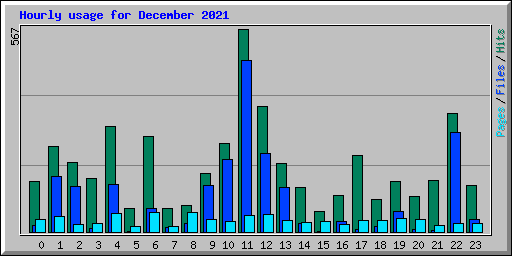 Hourly usage for December 2021
567
Pages/Files/Hits
0 1 2 3 4 5 6 7 8 9 10 11 12 13 14 15 16 17 18 19 20 21 22 23